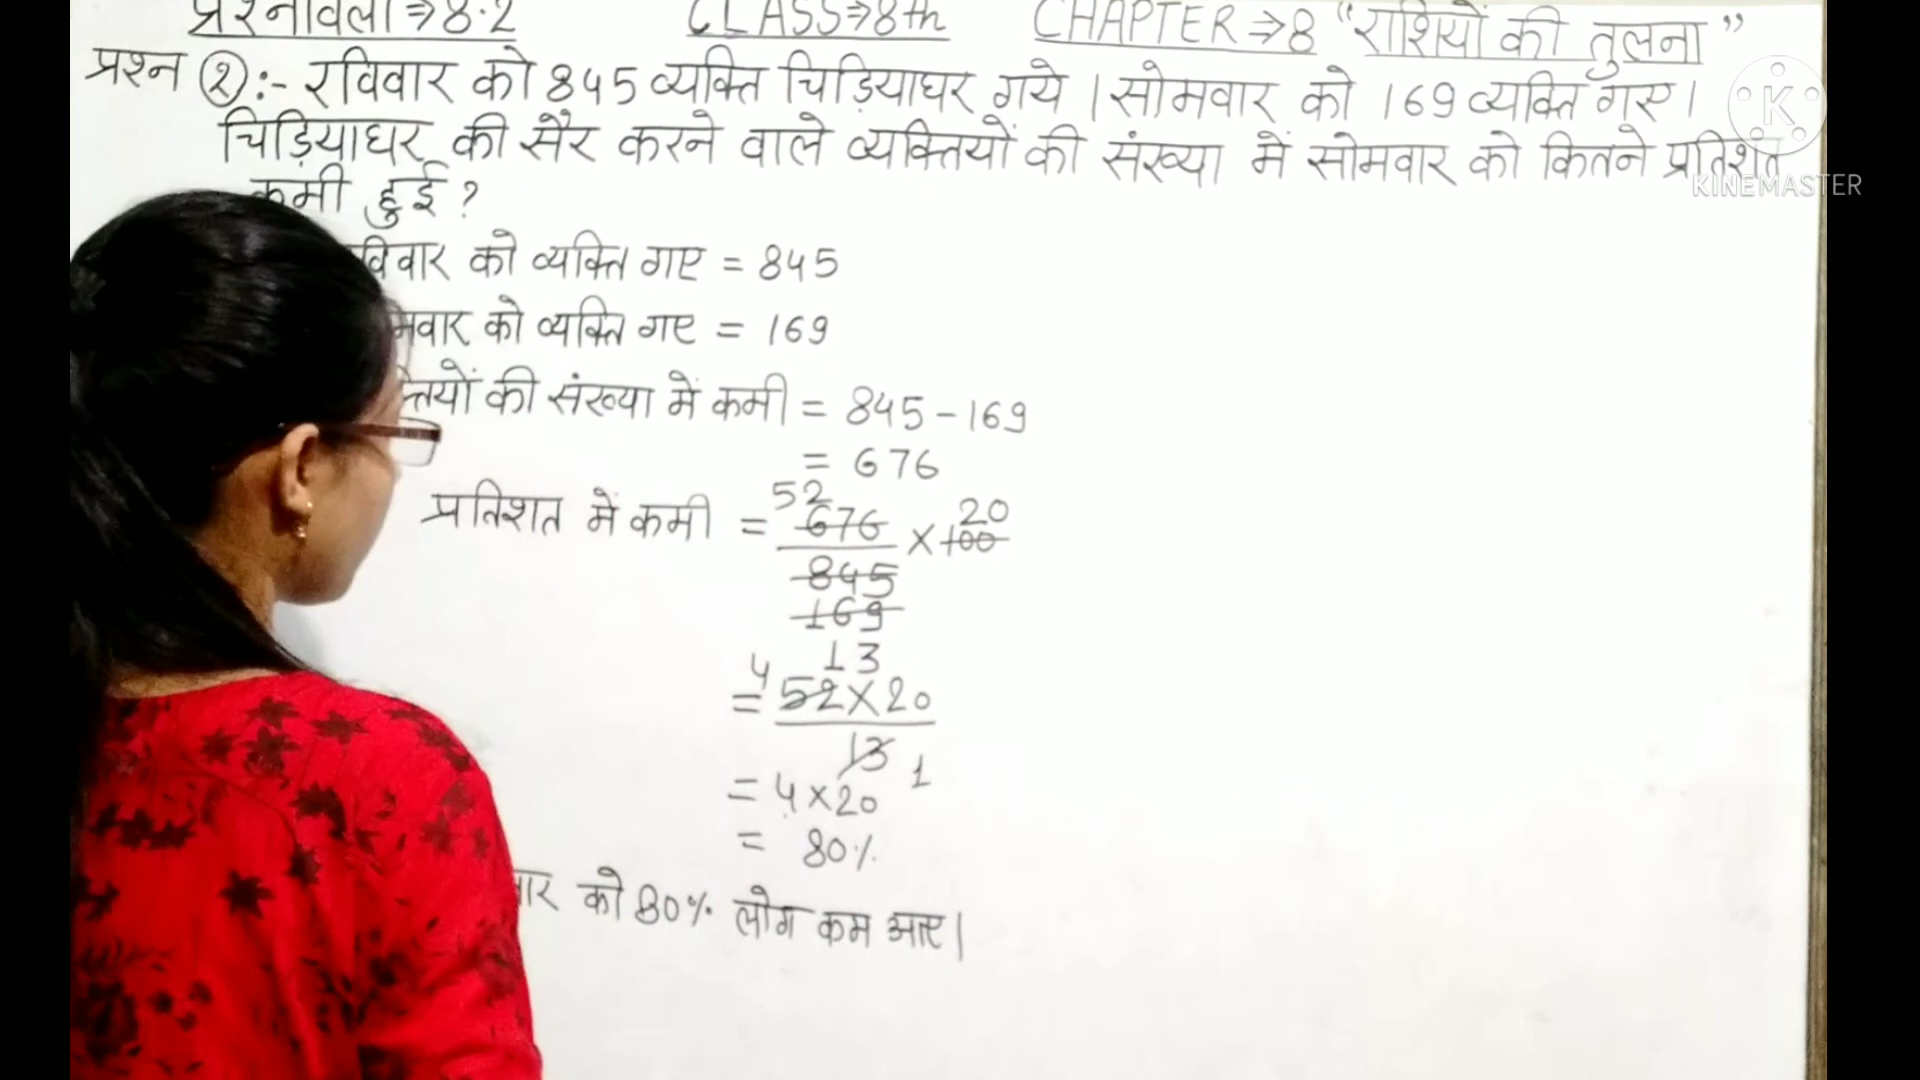 प्रश्नावली⇒8.2 CLASS⇒8th CHAPTER⇒8 "राशियों की तुलना"
प्रश्न ②:- रविवार को 845 व्यक्ति चिड़ियाघर गये। सोमवार को 169 व्यक्ति गए।
चिड़ियाघर की सैर करने वाले व्यक्तियों की संख्या में सोमवार को कितने प्रतिशत
KINEMASTER
कमी हुई?
विवार को व्यक्ति गए = 845
मवार को व्यक्ति गए = 169
क्तियों की संख्या में कमी = 845 - 169
= 676
52 20
प्रतिशत में कमी = 676 × 100
845
169
13
4
= 52×20
13 1
= 4×20
= 80%
वार को 80% लोग कम आए।